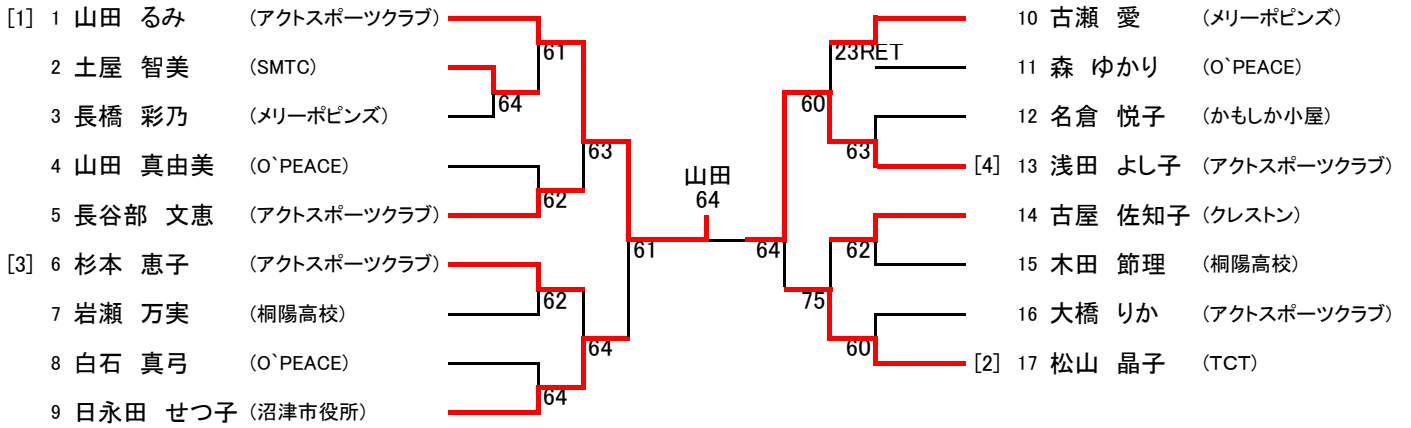 [1] 1 山田 るみ (アクトスポーツクラブ)
2 土屋 智美 (SMTC)
3 長橋 彩乃 (メリーポピンズ)
4 山田 真由美 (O`PEACE)
5 長谷部 文恵 (アクトスポーツクラブ)
[3] 6 杉本 恵子 (アクトスポーツクラブ)
7 岩瀬 万実 (桐陽高校)
8 白石 真弓 (O`PEACE)
9 日永田 せつ子 (沼津市役所)
61
64
63
62
61
62
64
64
山田
64
23RET
60
63
64
62
75
60
10 古瀬 愛 (メリーポピンズ)
11 森 ゆかり (O`PEACE)
12 名倉 悦子 (かもしか小屋)
[4] 13 浅田 よし子 (アクトスポーツクラブ)
14 古屋 佐知子 (クレストン)
15 木田 節理 (桐陽高校)
16 大橋 りか (アクトスポーツクラブ)
[2] 17 松山 晶子 (TCT)